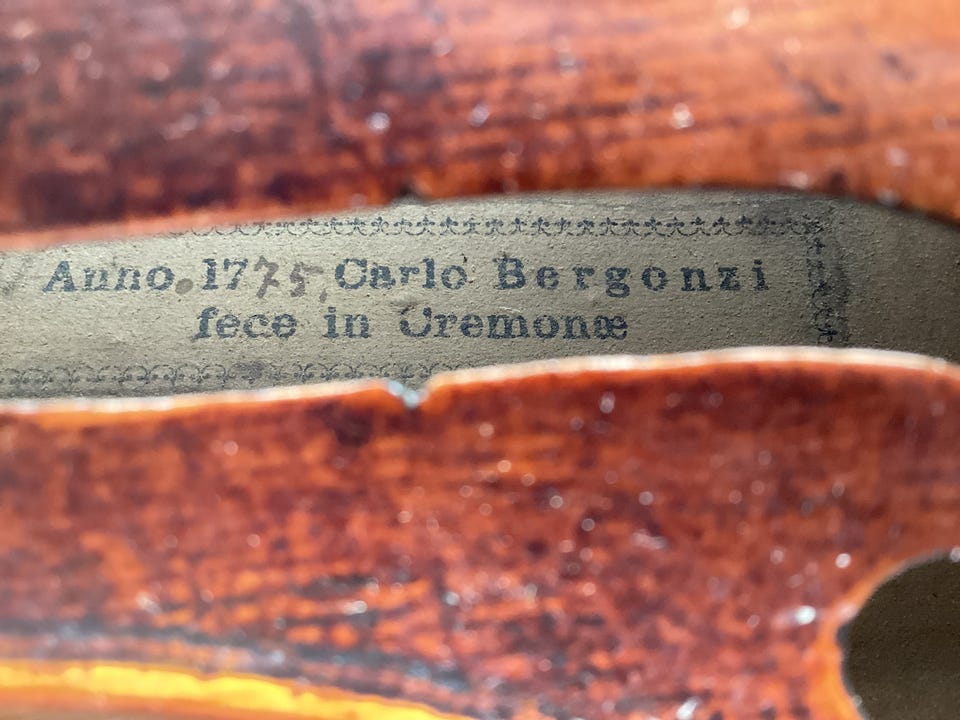 Anno. 1775, Carlo Bergonzi
fece in Cremonæ